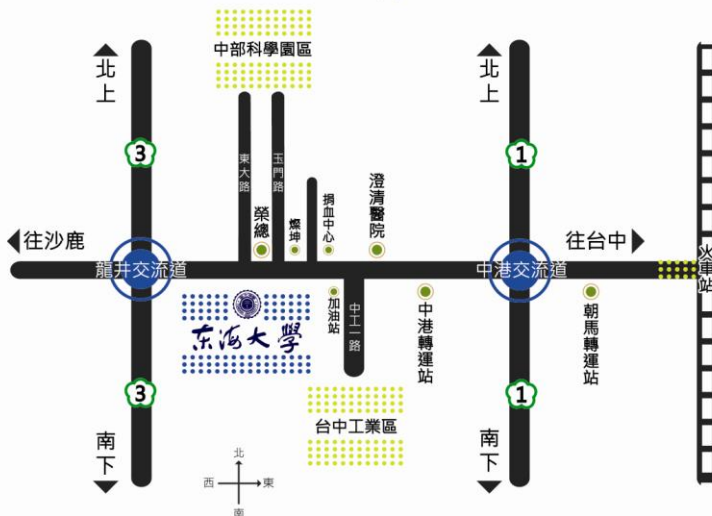 中部科學園區
北上
北上
3
1
東大路
玉門路
榮總
燦坤
捐血中心
澄清醫院
往沙鹿
往台中
龍井交流道
中港交流道
火車站
东海大學
加油站
中工一路
中港轉運站
朝馬轉運站
3
1
台中工業區
南下
南下
北
西
東
南